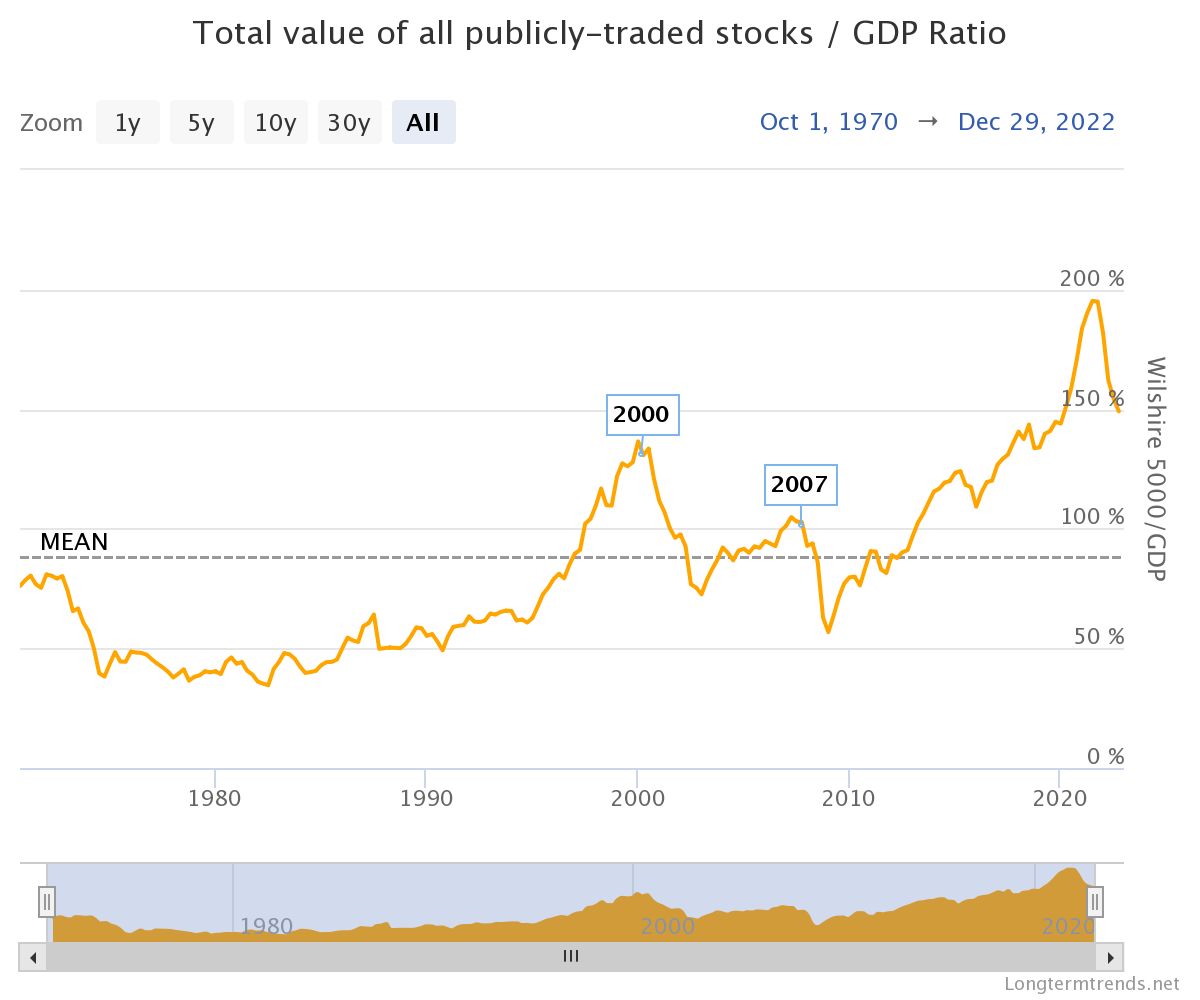 Total value of all publicly-traded stocks / GDP Ratio
Zoom 1y 5y 10y 30y All Oct 1, 1970 → Dec 29, 2022
200 %
150 %
100 %
50 %
0 %
Wilshire 5000/GDP
2000
2007
MEAN
1980 1990 2000 2010 2020
1980 2000 2020
Longtermtrends.net